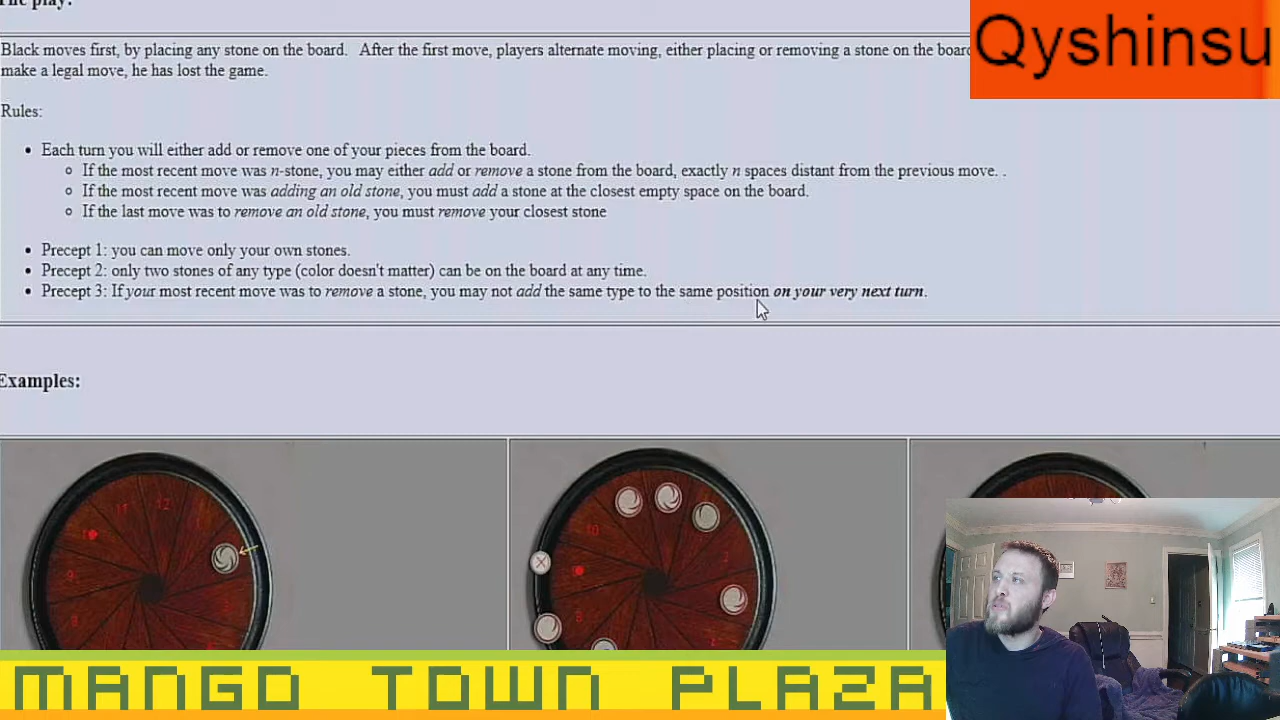 The play:
Qyshinsu
Black moves first, by placing any stone on the board. After the first move, players alternate moving, either placing or removing a stone on the board
make a legal move, he has lost the game.
Rules:
• Each turn you will either add or remove one of your pieces from the board.
o If the most recent move was n-stone, you may either add or remove a stone from the board, exactly n spaces distant from the previous move. .
o If the most recent move was adding an old stone, you must add a stone at the closest empty space on the board.
o If the last move was to remove an old stone, you must remove your closest stone
• Precept 1: you can move only your own stones.
• Precept 2: only two stones of any type (color doesn't matter) can be on the board at any time.
• Precept 3: If your most recent move was to remove a stone, you may not add the same type to the same position on your very next turn.
Examples:
12
11
10
9
8
10
MANGO TOWN PLAZA